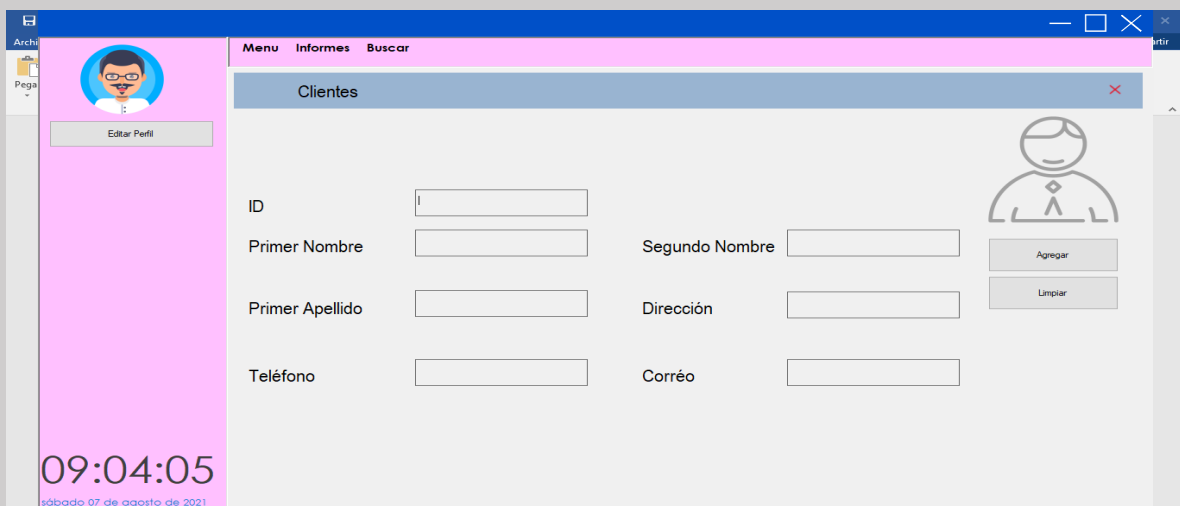 Archi
rtir
Menu Informes Buscar
Pega
Clientes
Editar Perfil
ID
Primer Nombre
Segundo Nombre
Agregar
Limpiar
Primer Apellido
Dirección
Teléfono
Corréo
09:04:05
sábado 07 de agosto de 2021